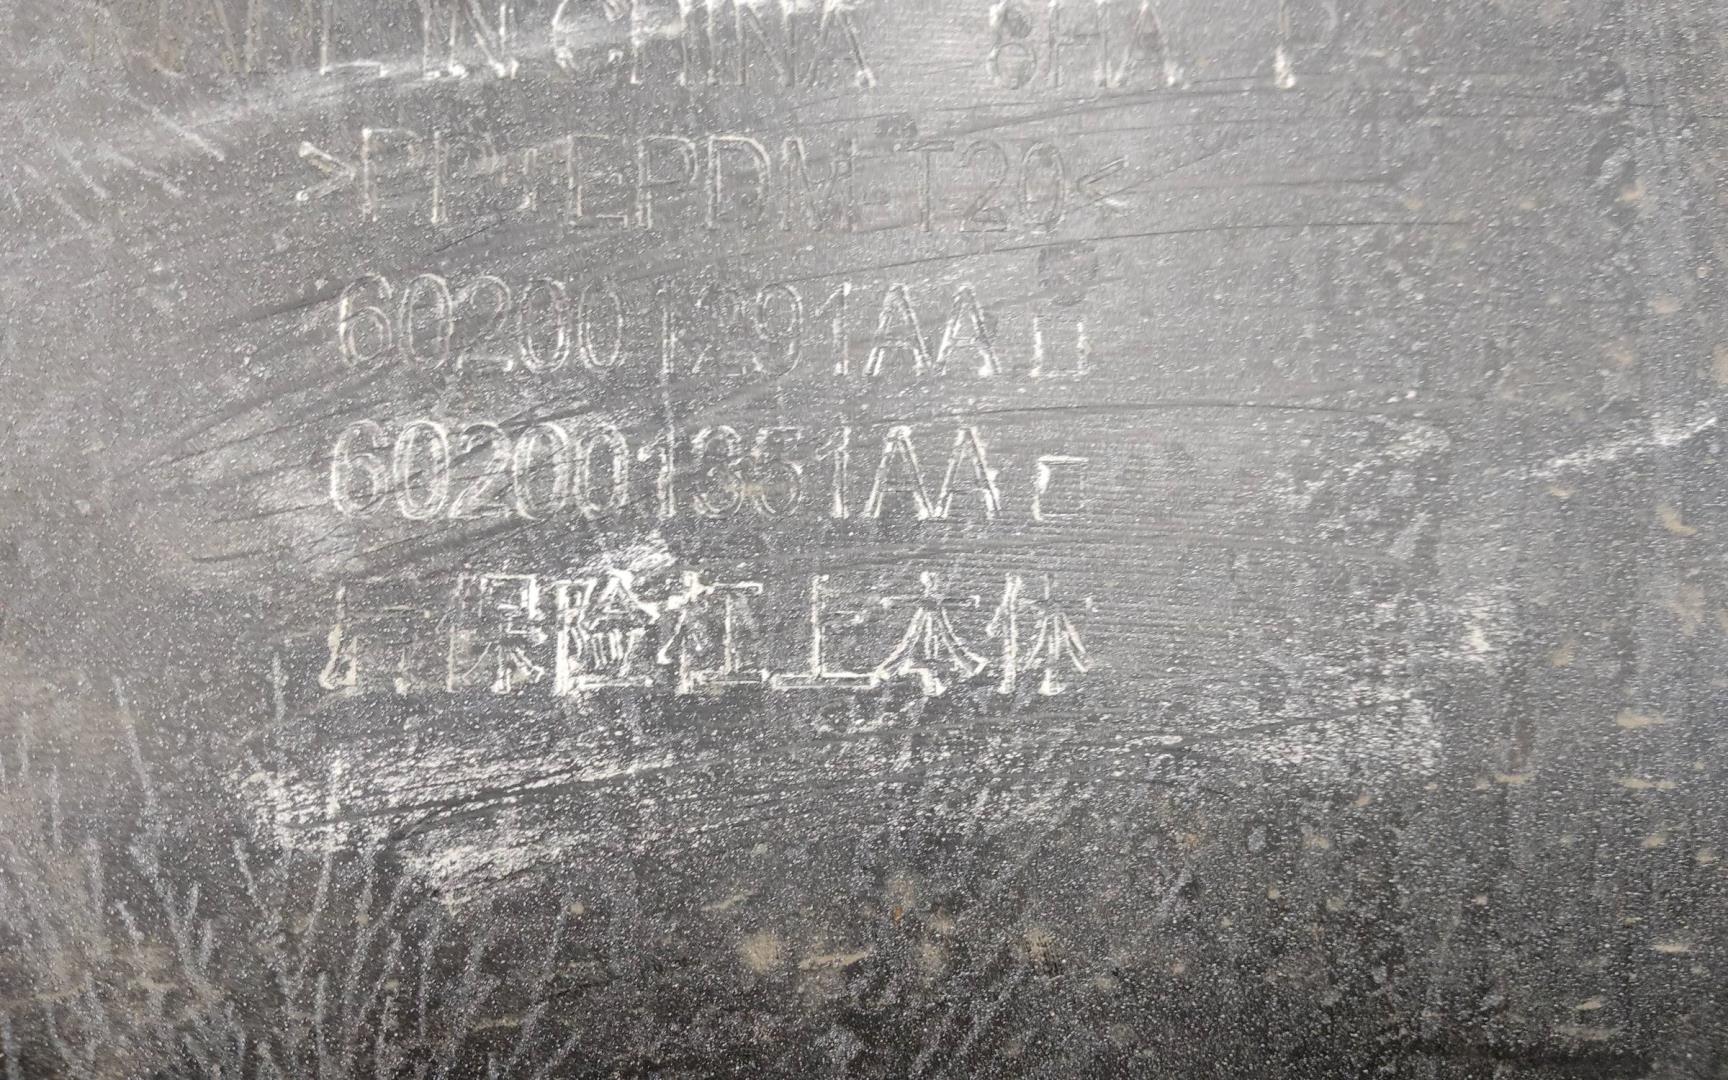 IN CHINA
>PP+EPDM-T20<
602001291AA □
602001351AA □
后保险杠上本体